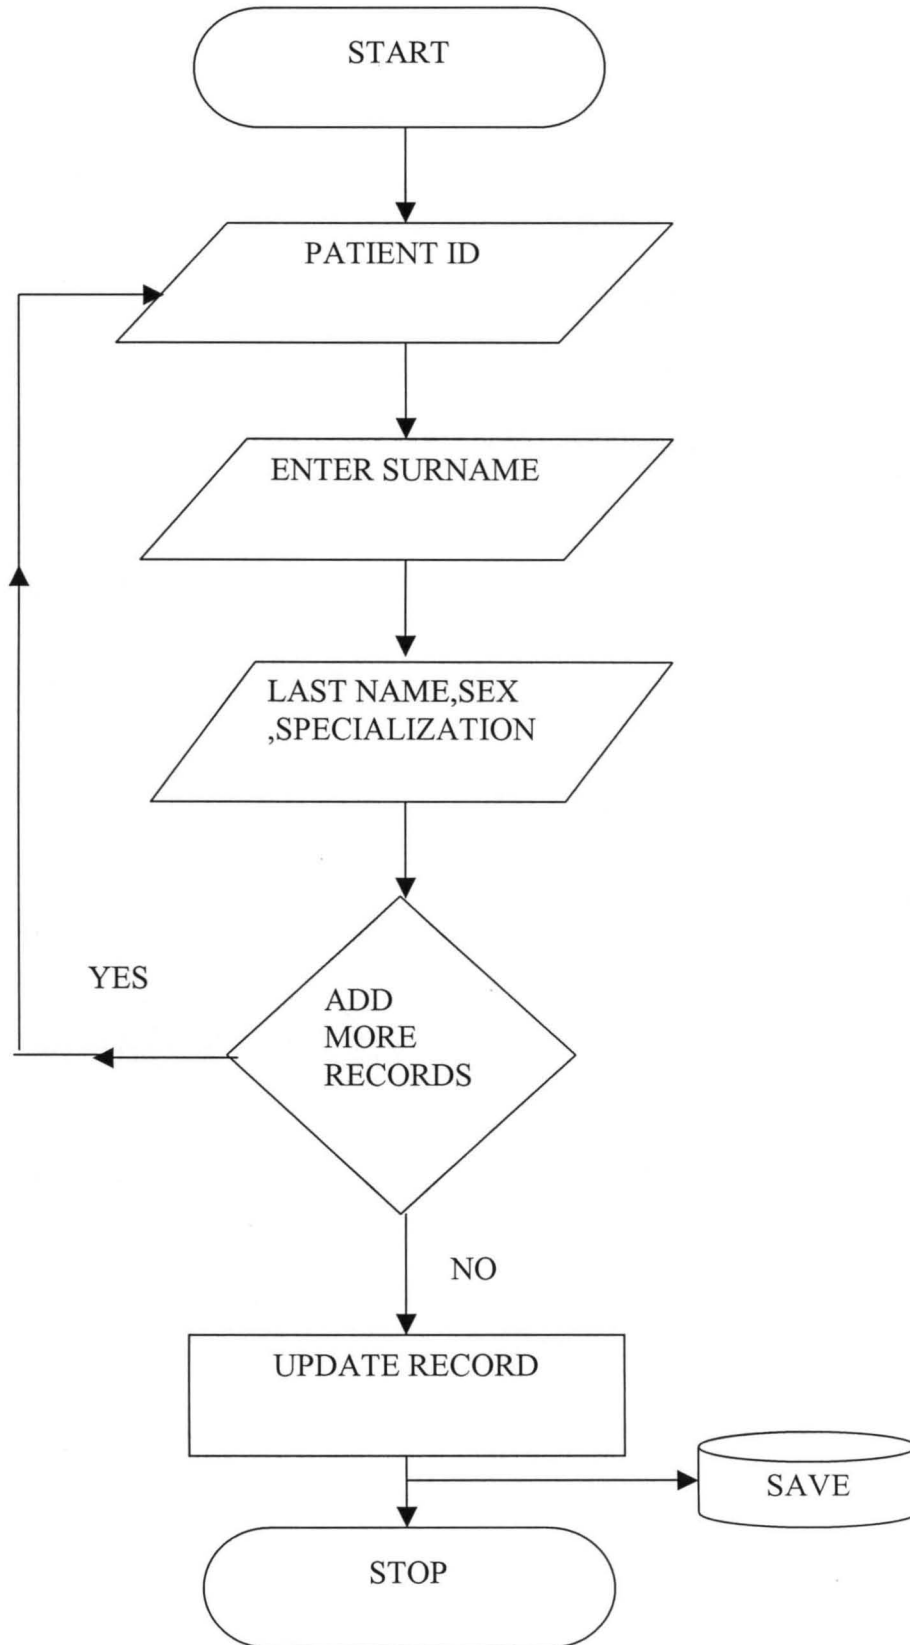 START
PATIENT ID
ENTER SURNAME
LAST NAME,SEX
,SPECIALIZATION
YES
ADD
MORE
RECORDS
NO
UPDATE RECORD
SAVE
STOP